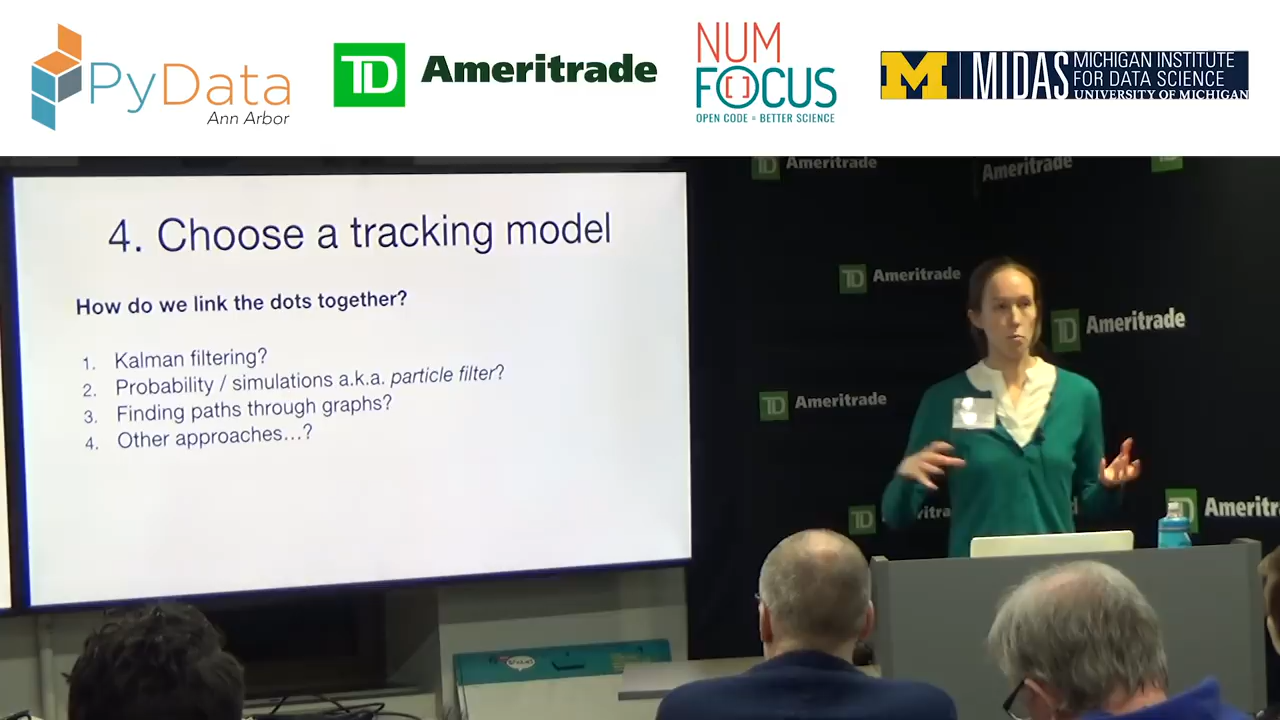 PyData
Ann Arbor
TD Ameritrade
NUM
FOCUS
OPEN CODE = BETTER SCIENCE
M MIDAS
MICHIGAN INSTITUTE
FOR DATA SCIENCE
UNIVERSITY OF MICHIGAN
4. Choose a tracking model
How do we link the dots together?
1. Kalman filtering?
2. Probability / simulations a.k.a. particle filter?
3. Finding paths through graphs?
4. Other approaches...?
TD Ameritrade
Ameritrade
TD
TD Ameritrade
TD Ameritrade
TD Ameritrade
TD itra
TD Ameritr